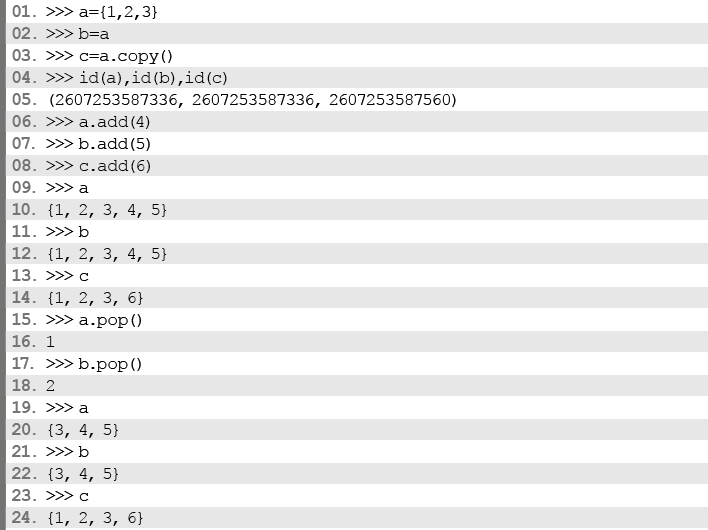 01. >>> a={1,2,3}
02. >>> b=a
03. >>> c=a.copy()
04. >>> id(a),id(b),id(c)
05. (2607253587336, 2607253587336, 2607253587560)
06. >>> a.add(4)
07. >>> b.add(5)
08. >>> c.add(6)
09. >>> a
10. {1, 2, 3, 4, 5}
11. >>> b
12. {1, 2, 3, 4, 5}
13. >>> c
14. {1, 2, 3, 6}
15. >>> a.pop()
16. 1
17. >>> b.pop()
18. 2
19. >>> a
20. {3, 4, 5}
21. >>> b
22. {3, 4, 5}
23. >>> c
24. {1, 2, 3, 6}